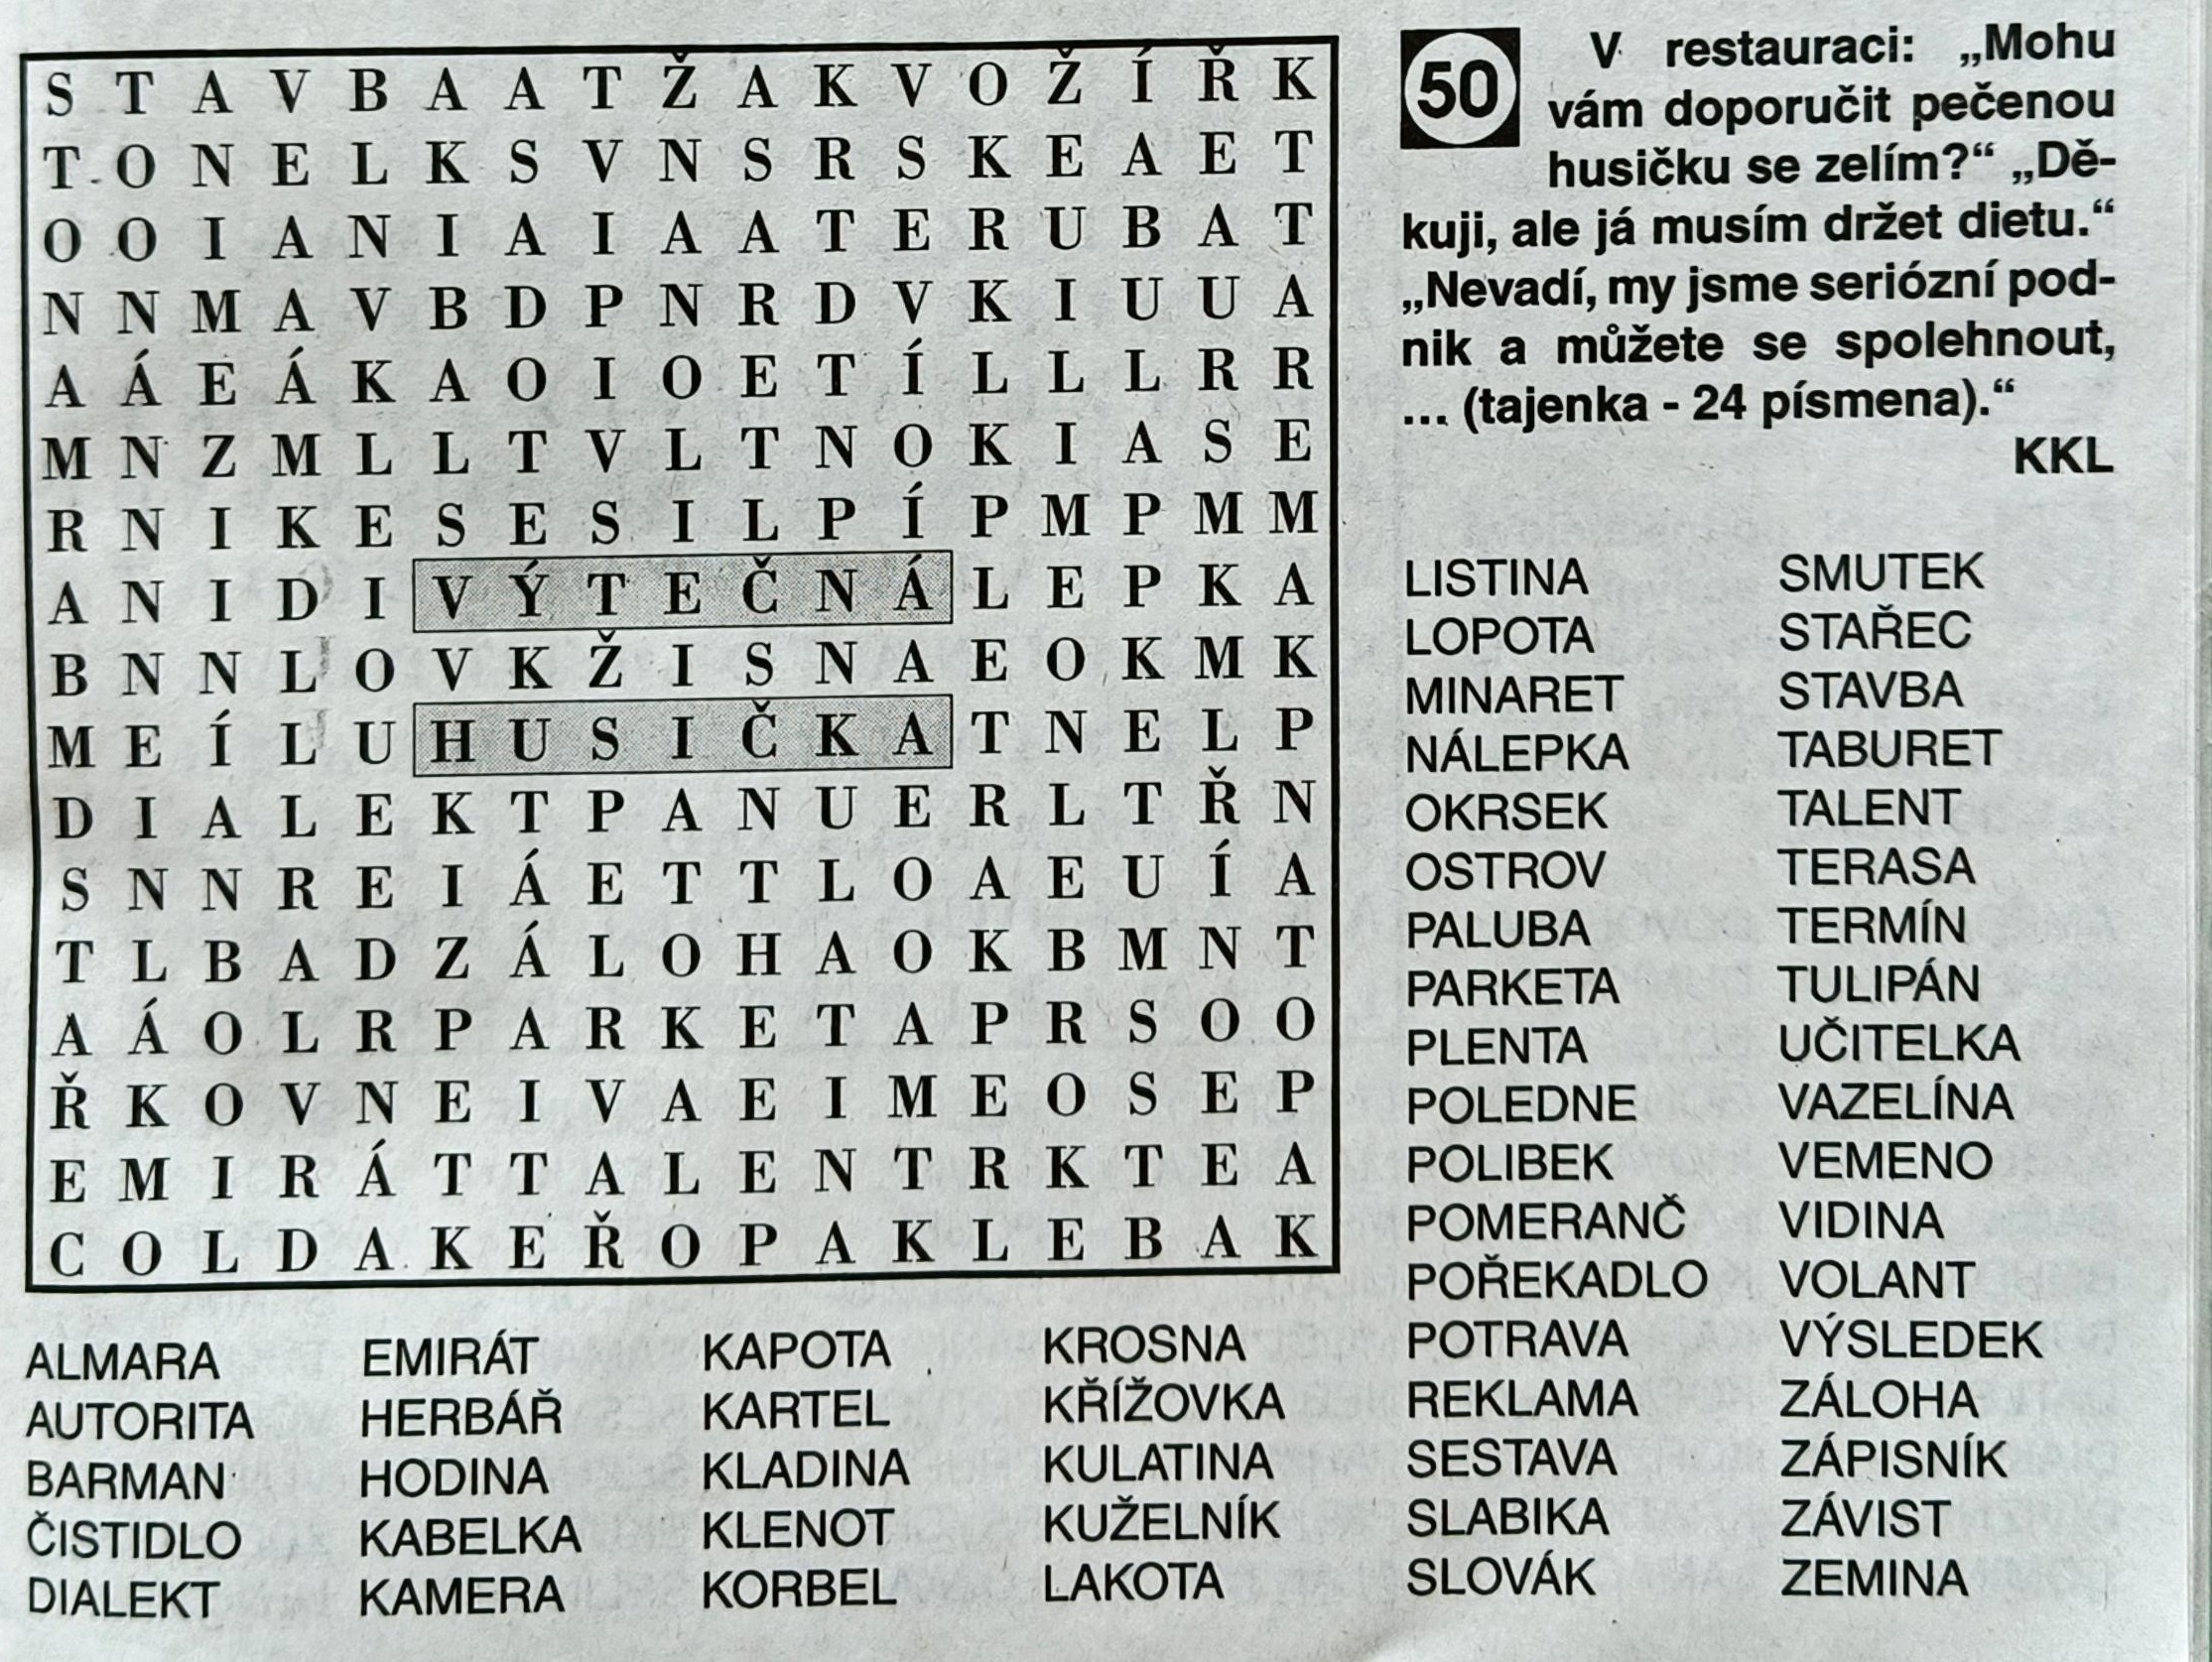 S T A V B A A T Ž A K V O Ž Í Ř K
T O N E L K S V N S R S K E A E T
O O I A N I A I A A T E R U B A T
N N M A V B D P N R D V K I U U A
A Á E Á K A O I O E T Í L L L R R
M N Z M L L T V L T N O K I A S E
R N I K E S E S I L P Í P M P M M
A N I D I V Ý T E Č N Á L E P K A
B N N L O V K Ž I S N A E O K M K
M E Í L U H U S I Č K A T N E L P
D I A L E K T P A N U E R L T Ř N
S N N R E I Á E T T L O A E U Í A
T L B A D Z Á L O H A O K B M N T
A Á O L R P A R K E T A P R S O O
Ř K O V N E I V A E I M E O S E P
E M I R Á T T A L E N T R K T E A
C O L D A K E Ř O P A K L E B A K
50
V restauraci: „Mohu
vám doporučit pečenou
husičku se zelím?“ „Dě-
kuji, ale já musím držet dietu.“
„Nevadí, my jsme seriózní pod-
nik a můžete se spolehnout,
... (tajenka - 24 písmena).“
KKL
ALMARA
AUTORITA
BARMAN
ČISTIDLO
DIALEKT
EMIRÁT
HERBÁŘ
HODINA
KABELKA
KAMERA
KAPOTA
KARTEL
KLADINA
KLENOT
KORBEL
KROSNA
KŘÍŽOVKA
KULATINA
KUŽELNÍK
LAKOTA
LISTINA
LOPOTA
MINARET
NÁLEPKA
OKRSEK
OSTROV
PALUBA
PARKETA
PLENTA
POLEDNE
POLIBEK
POMERANČ
POŘEKADLO
POTRAVA
REKLAMA
SESTAVA
SLABIKA
SLOVÁK
SMUTEK
STAŘEC
STAVBA
TABURET
TALENT
TERASA
TERMÍN
TULIPÁN
UČITELKA
VAZELÍNA
VEMENO
VIDINA
VOLANT
VÝSLEDEK
ZÁLOHA
ZÁPISNÍK
ZÁVIST
ZEMINA